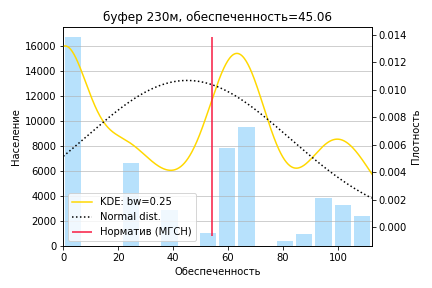 буфер 230м, обеспеченность=45.06
Население
16000
14000
12000
10000
8000
6000
4000
2000
0
0.014
0.012
0.010
0.008
0.006
0.004
0.002
0.000
Плотность
KDE: bw=0.25
Normal dist.
Норматив (МГСН)
0 20 40 60 80 100
Обеспеченность